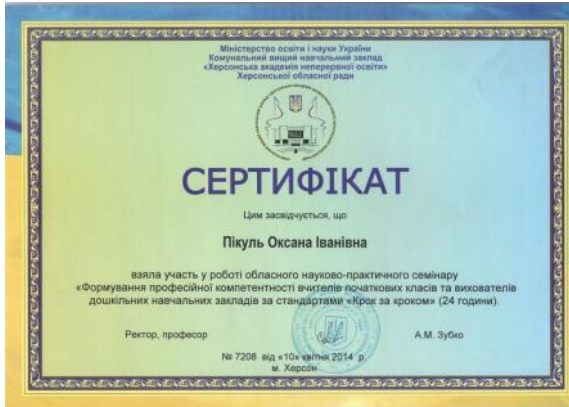 Міністерство освіти і науки України
Комунальний вищий навчальний заклад
«Херсонська академія неперервної освіти»
Херсонської обласної ради
СЕРТИФІКАТ
Цим засвідчується, що
Пікуль Оксана Іванівна
взяла участь у роботі обласного науково-практичного семінару
«Формування професійної компетентності вчителів початкових класів та вихователів
дошкільних навчальних закладів за стандартами «Крок за кроком» (24 години).
Ректор, професор А.М. Зубко
№ 7208 від «10» квітня 2014 р.
м. Херсон